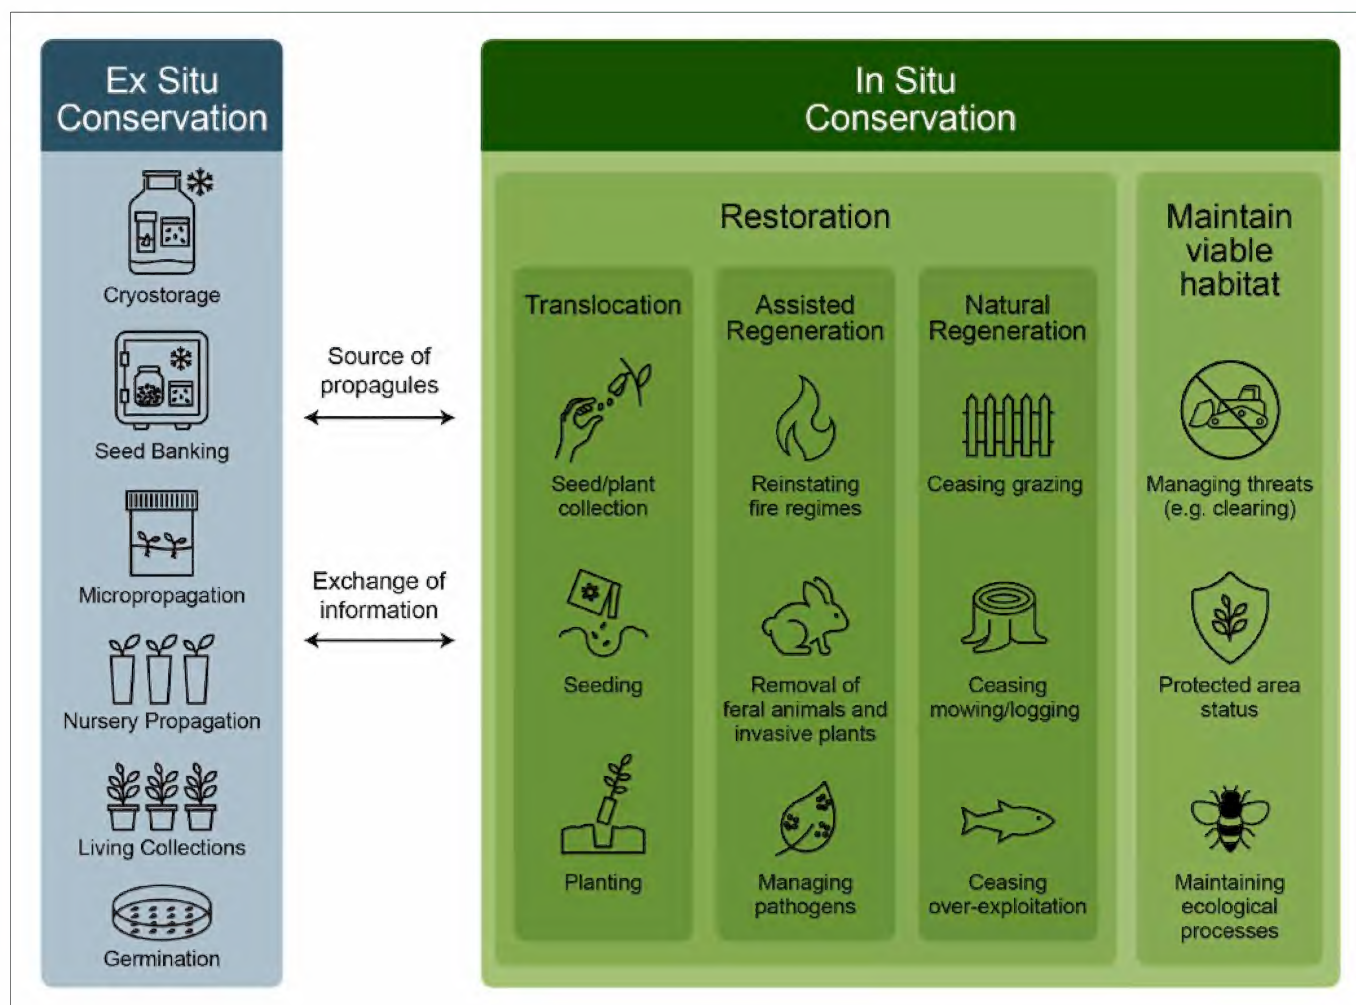 Ex Situ
Conservation
Cryostorage
Seed Banking
Micropropagation
Nursery Propagation
Living Collections
Germination
Source of
propagules
Exchange of
information
In Situ
Conservation
Restoration
Translocation
Seed/plant
collection
Seeding
Planting
Assisted
Regeneration
Reinstating
fire regimes
Removal of
feral animals and
invasive plants
Managing
pathogens
Natural
Regeneration
Ceasing grazing
Ceasing
mowing/logging
Ceasing
over-exploitation
Maintain
viable
habitat
Managing threats
(e.g. clearing)
Protected area
status
Maintaining
ecological
processes